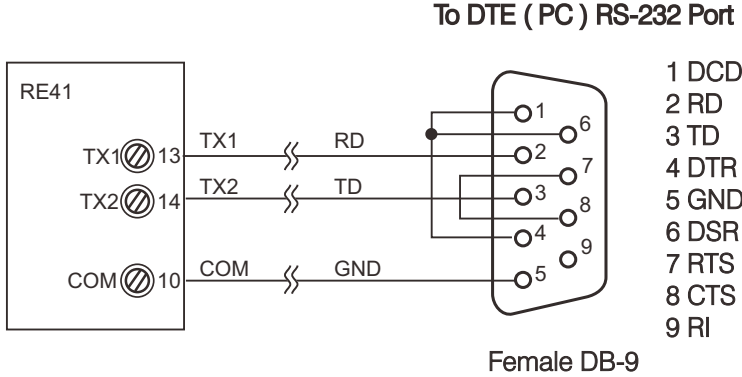 To DTE ( PC ) RS-232 Port
RE41
TX1 13 TX1 RD
TX2 14 TX2 TD
COM 10 COM GND
1
6
2
7
3
8
4
9
5
1 DCD
2 RD
3 TD
4 DTR
5 GND
6 DSR
7 RTS
8 CTS
9 RI
Female DB-9